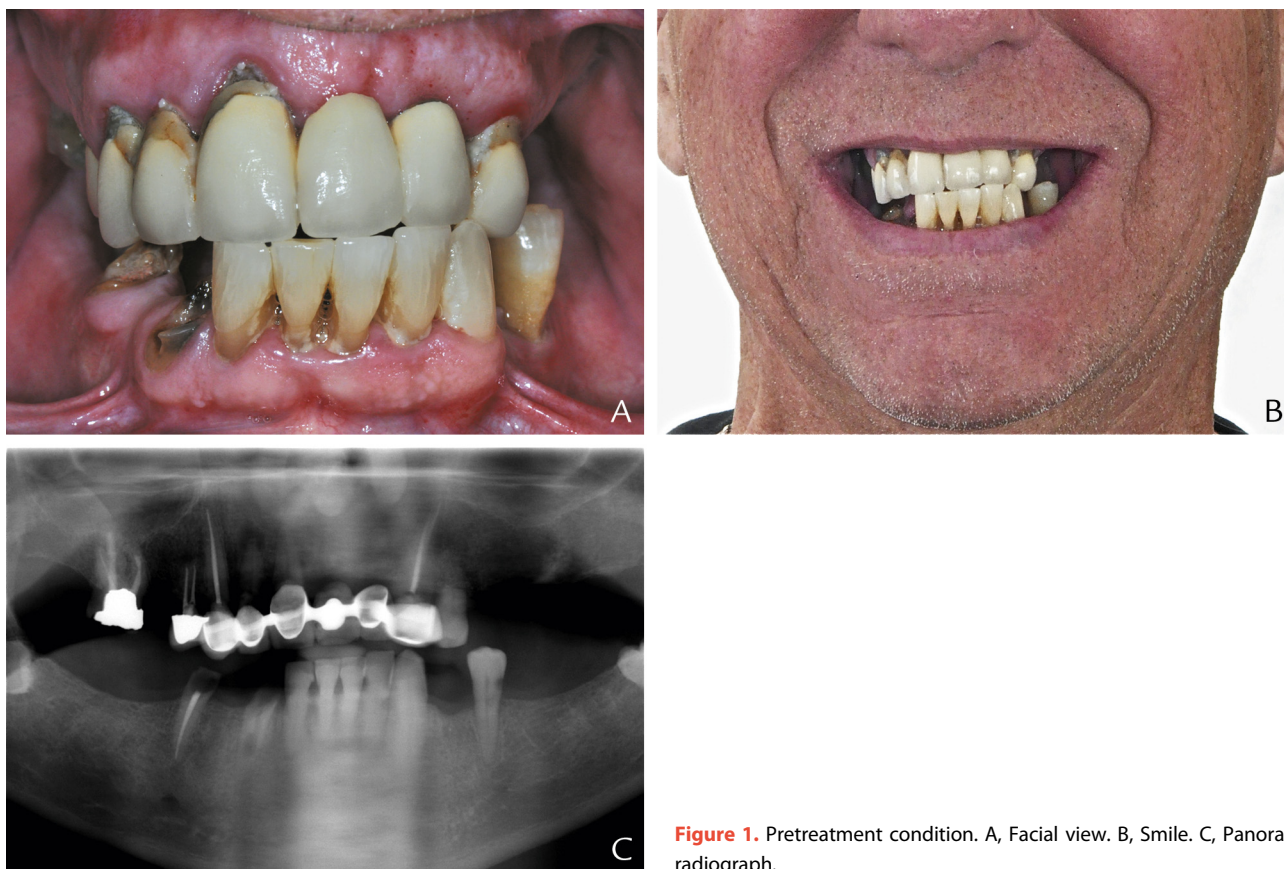 A
B
C
Figure 1. Pretreatment condition. A, Facial view. B, Smile. C, Panora
radiograph.